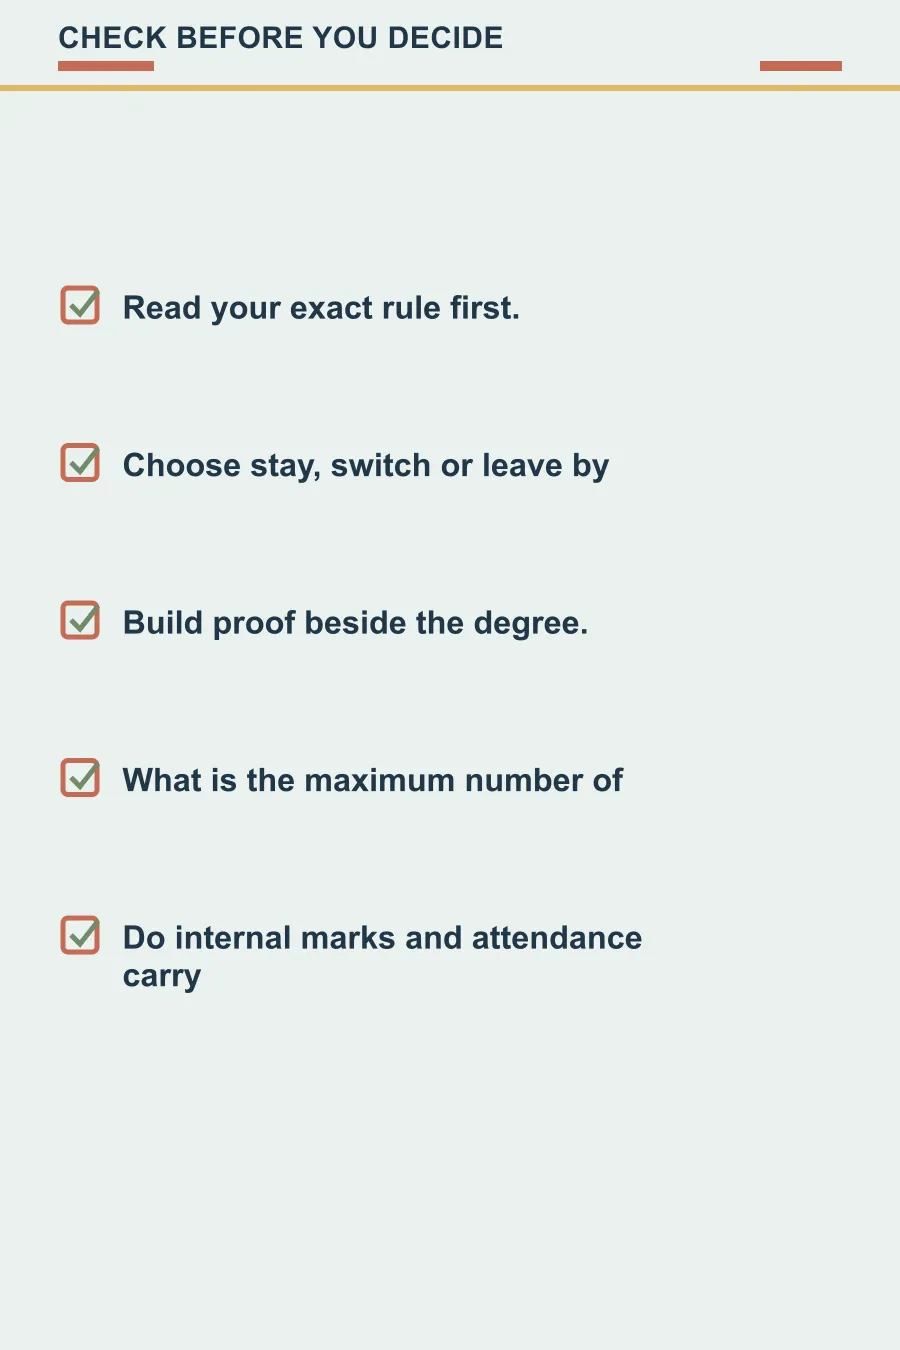 CHECK BEFORE YOU DECIDE
Read your exact rule first.
Choose stay, switch or leave by
Build proof beside the degree.
What is the maximum number of
Do internal marks and attendance
carry